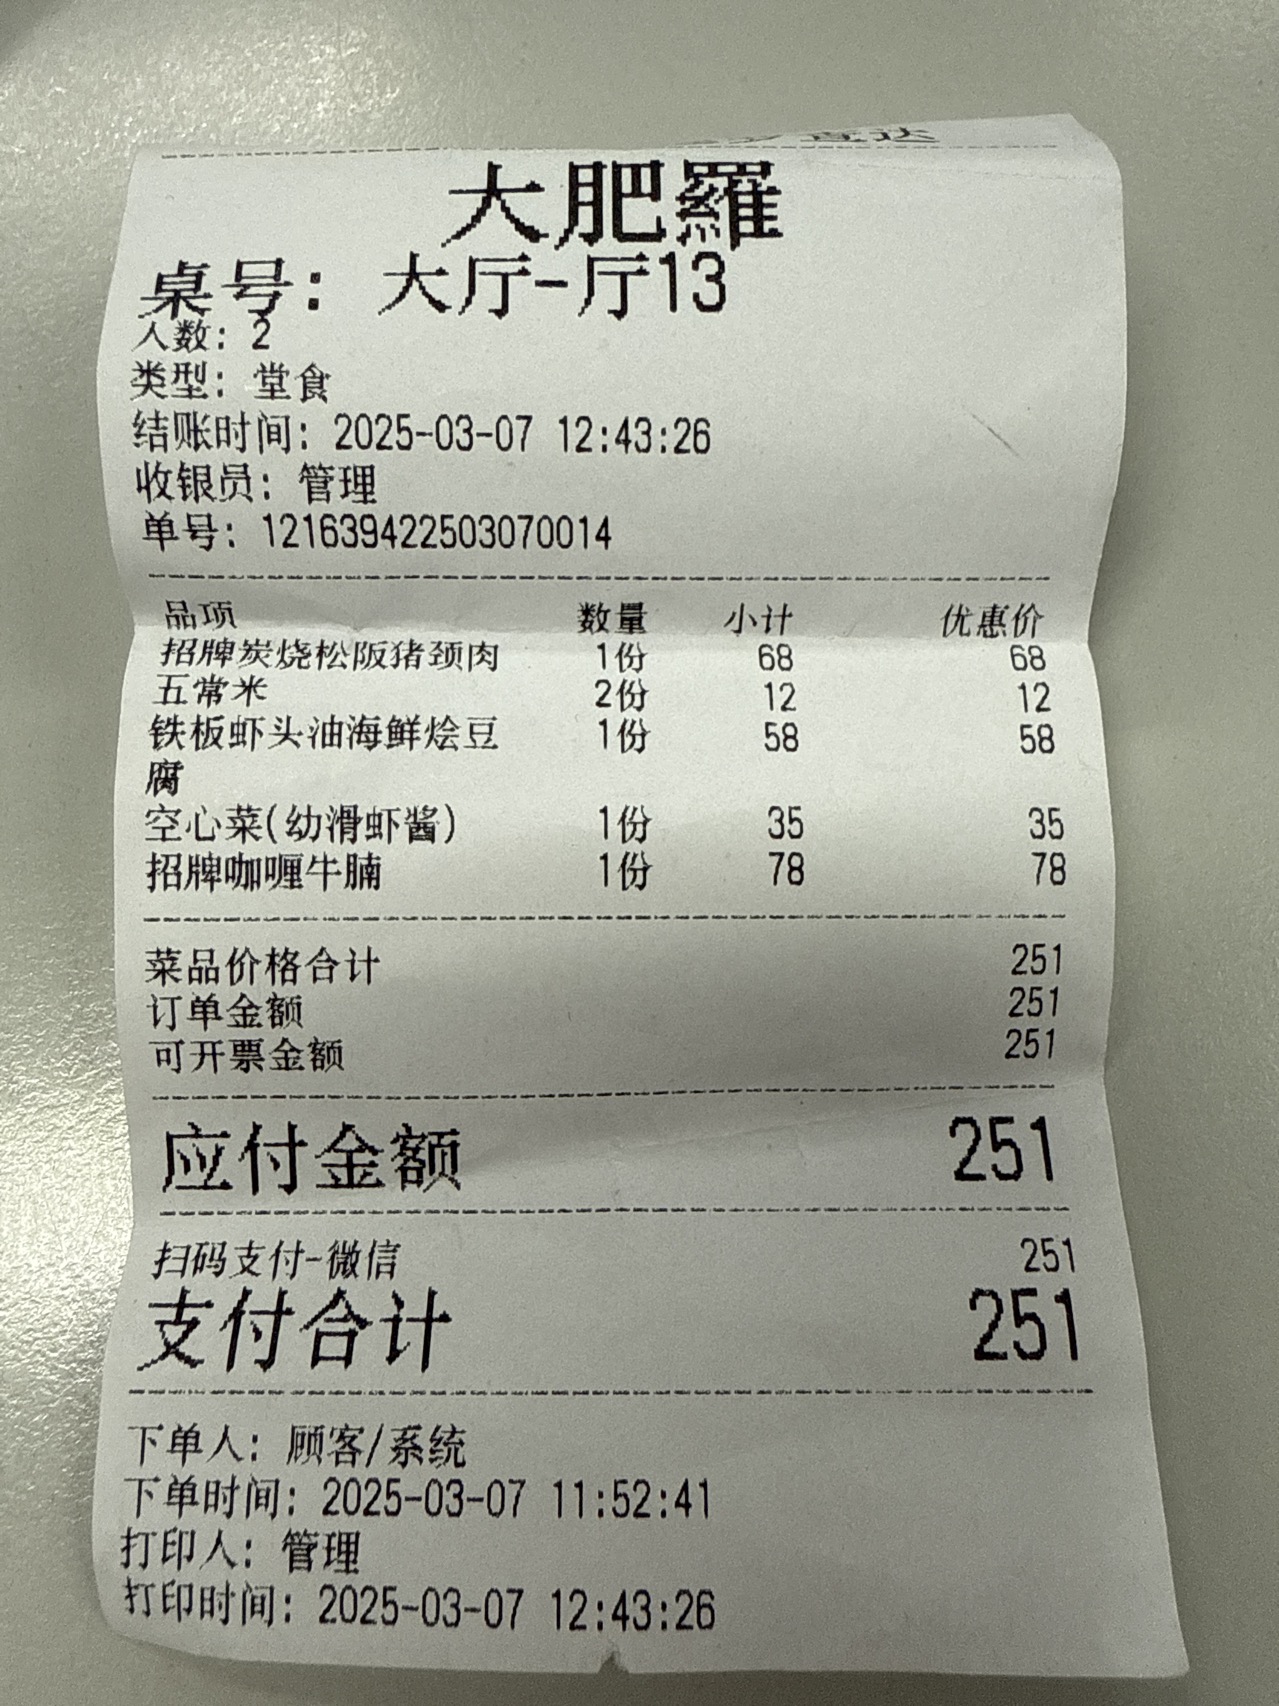 直达
大肥羅
桌号： 大厅-厅13
人数：2
类型：堂食
结账时间：2025-03-07 12:43:26
收银员：管理
单号：121639422503070014
品项 数量 小计 优惠价
招牌炭烧松阪猪颈肉 1份 68 68
五常米 2份 12 12
铁板虾头油海鲜烩豆 1份 58 58
腐
空心菜(幼滑虾酱) 1份 35 35
招牌咖喱牛腩 1份 78 78
菜品价格合计 251
订单金额 251
可开票金额 251
应付金额 251
扫码支付-微信 251
支付合计 251
下单人：顾客/系统
下单时间：2025-03-07 11:52:41
打印人：管理
打印时间：2025-03-07 12:43:26